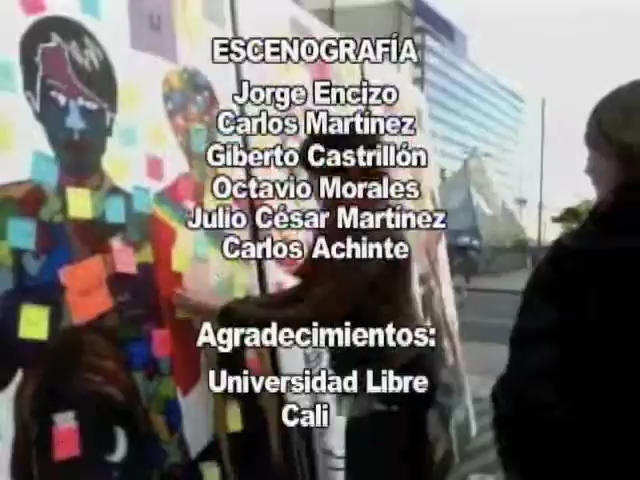 ESCENOGRAFÍA
Jorge Encizo
Carlos Martínez
Giberto Castrillón
Octavio Morales
Julio César Martínez
Carlos Achinte
Agradecimientos:
Universidad Libre
Cali